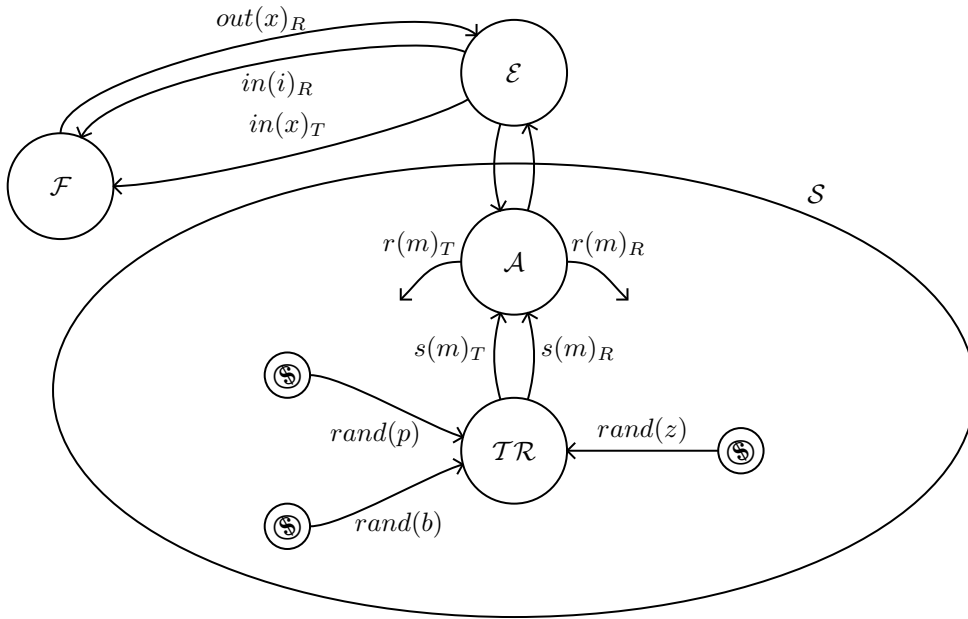 out(x)_R
ℰ
in(i)_R
in(x)_T
ℱ
𝒮
r(m)_T
𝒜
r(m)_R
s(m)_T
s(m)_R
$
rand(p)
𝒯ℛ
rand(z)
$
$
rand(b)